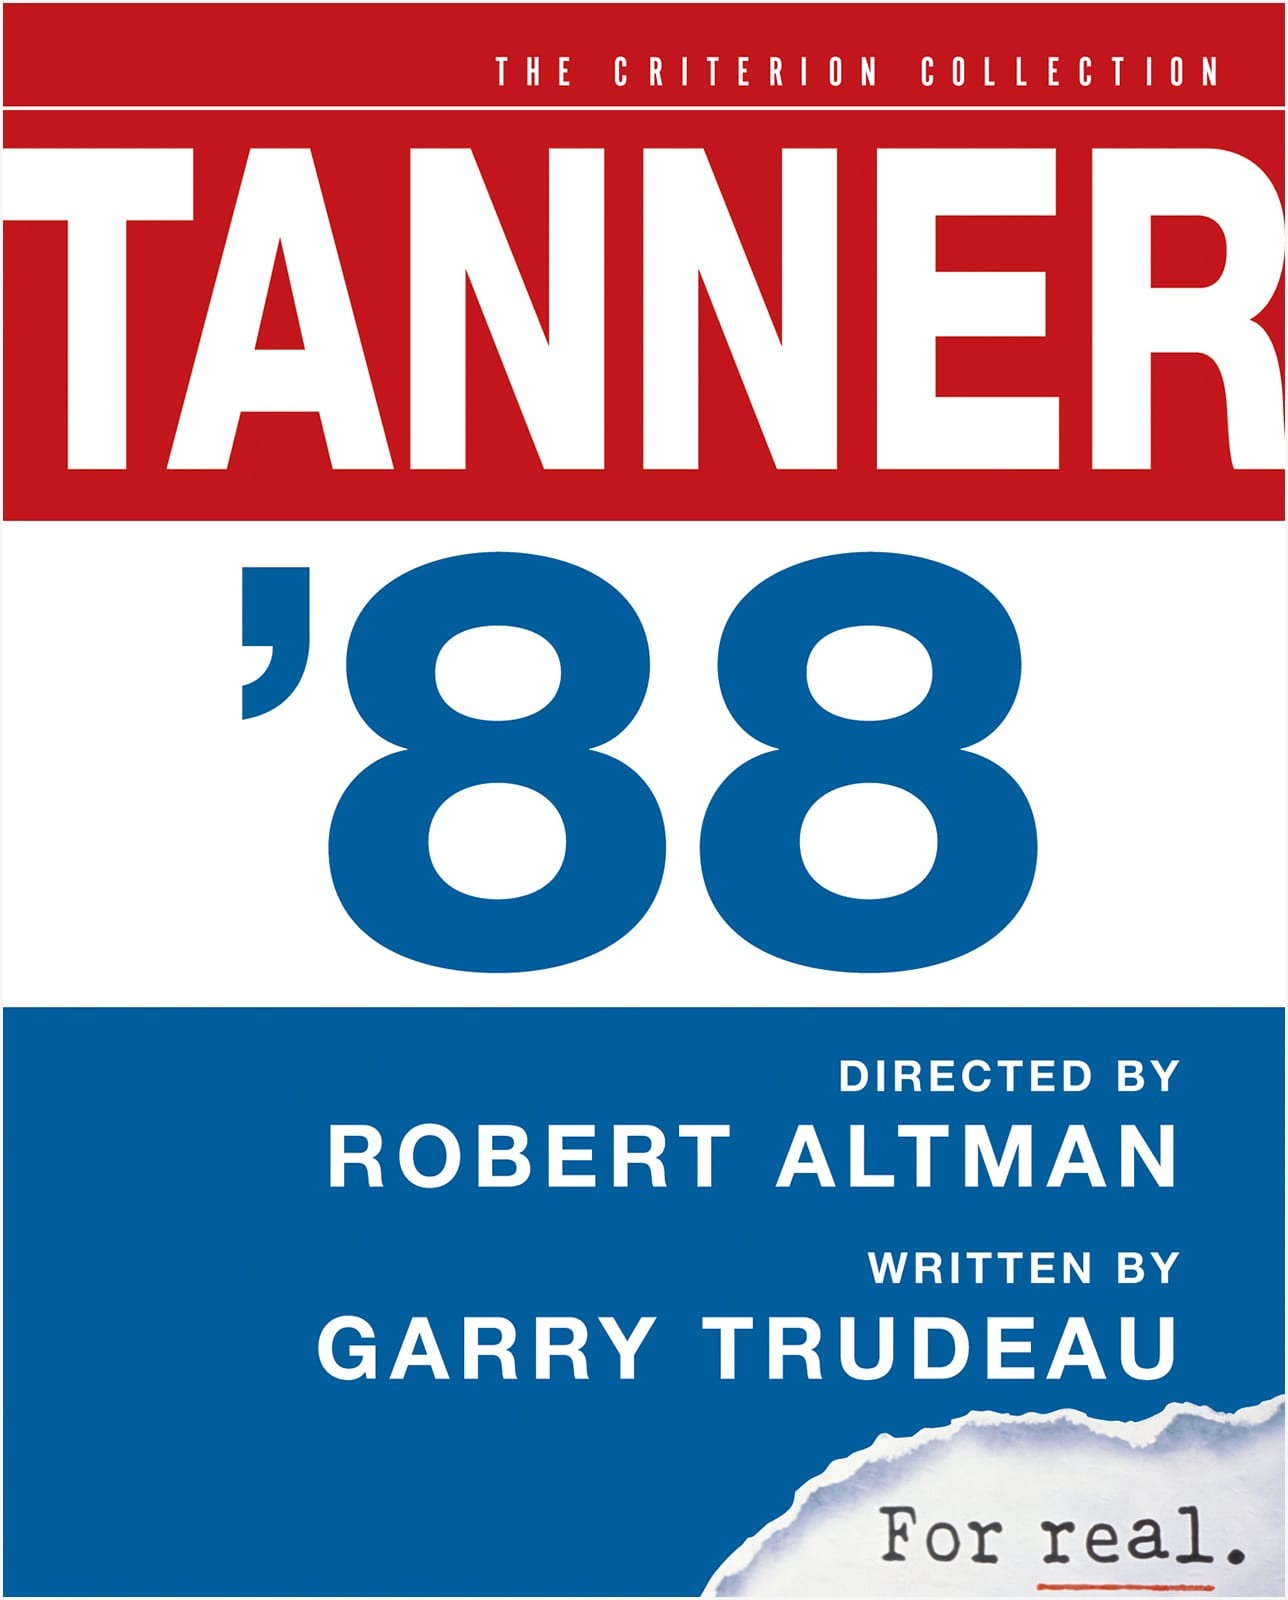 THE CRITERION COLLECTION
TANNER
’88
DIRECTED BY
ROBERT ALTMAN
WRITTEN BY
GARRY TRUDEAU
For real.